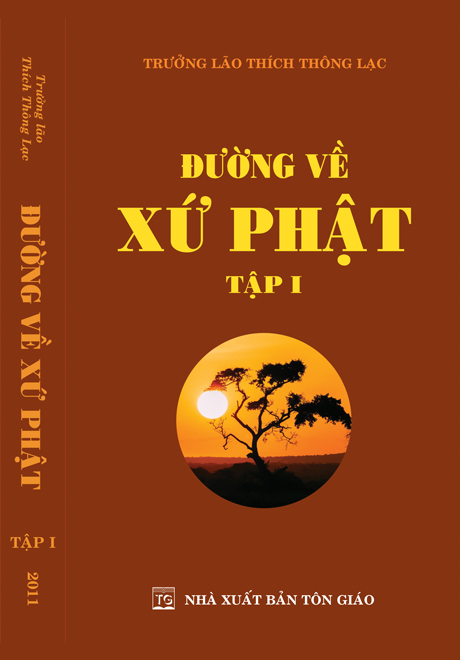 Trưởng lão
Thích Thông Lạc
ĐƯỜNG VỀ XỨ PHẬT
TẬP I
2011
TRƯỞNG LÃO THÍCH THÔNG LẠC
ĐƯỜNG VỀ
XỨ PHẬT
TẬP I
TG
NHÀ XUẤT BẢN TÔN GIÁO